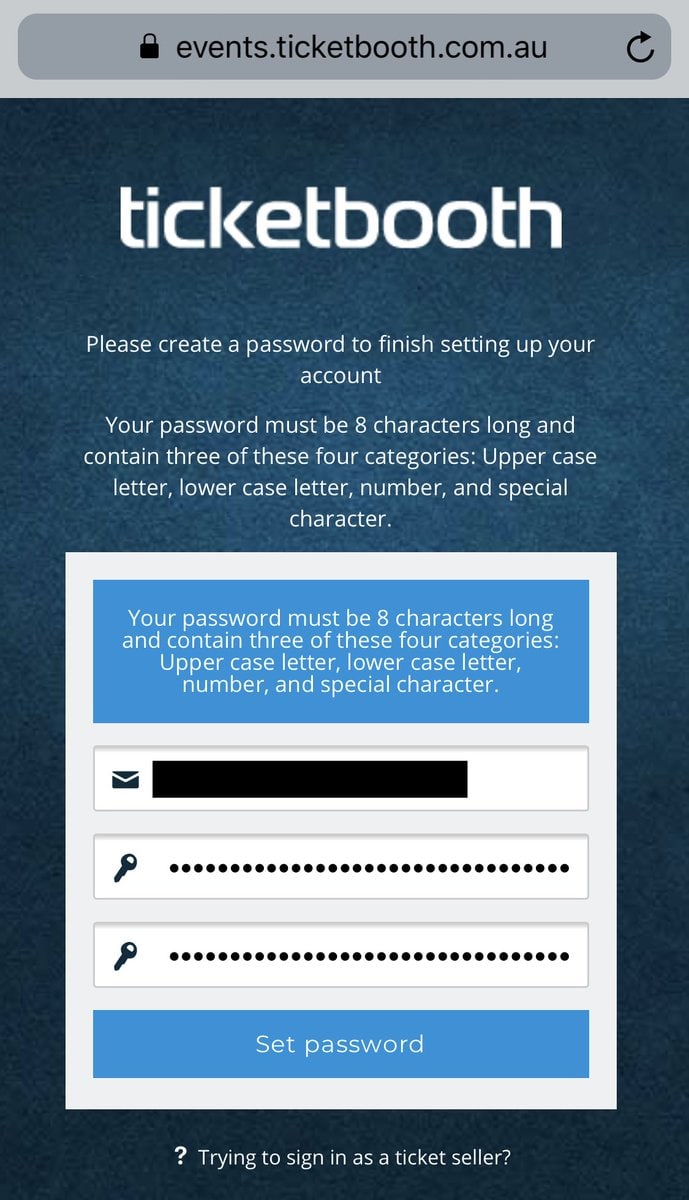 events.ticketbooth.com.au
ticketbooth
Please create a password to finish setting up your
account
Your password must be 8 characters long and
contain three of these four categories: Upper case
letter, lower case letter, number, and special
character.
Your password must be 8 characters long
and contain three of these four categories:
Upper case letter, lower case letter,
number, and special character.
•••••••••••••••••••••••••••••••••
•••••••••••••••••••••••••••••••••
Set password
? Trying to sign in as a ticket seller?